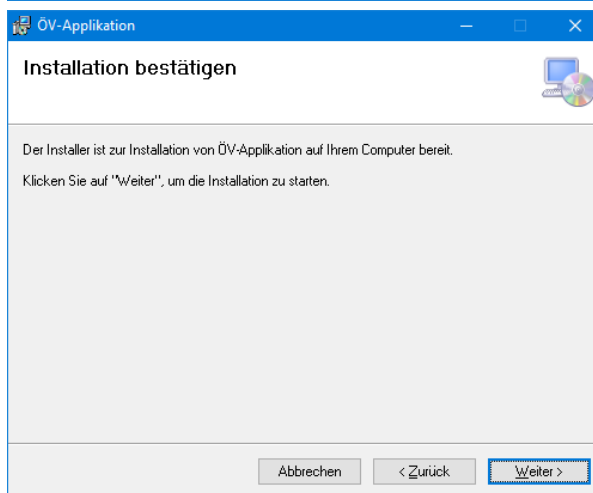 ÖV-Applikation
Installation bestätigen
Der Installer ist zur Installation von ÖV-Applikation auf Ihrem Computer bereit.
Klicken Sie auf "Weiter", um die Installation zu starten.
Abbrechen
< Zurück
Weiter >